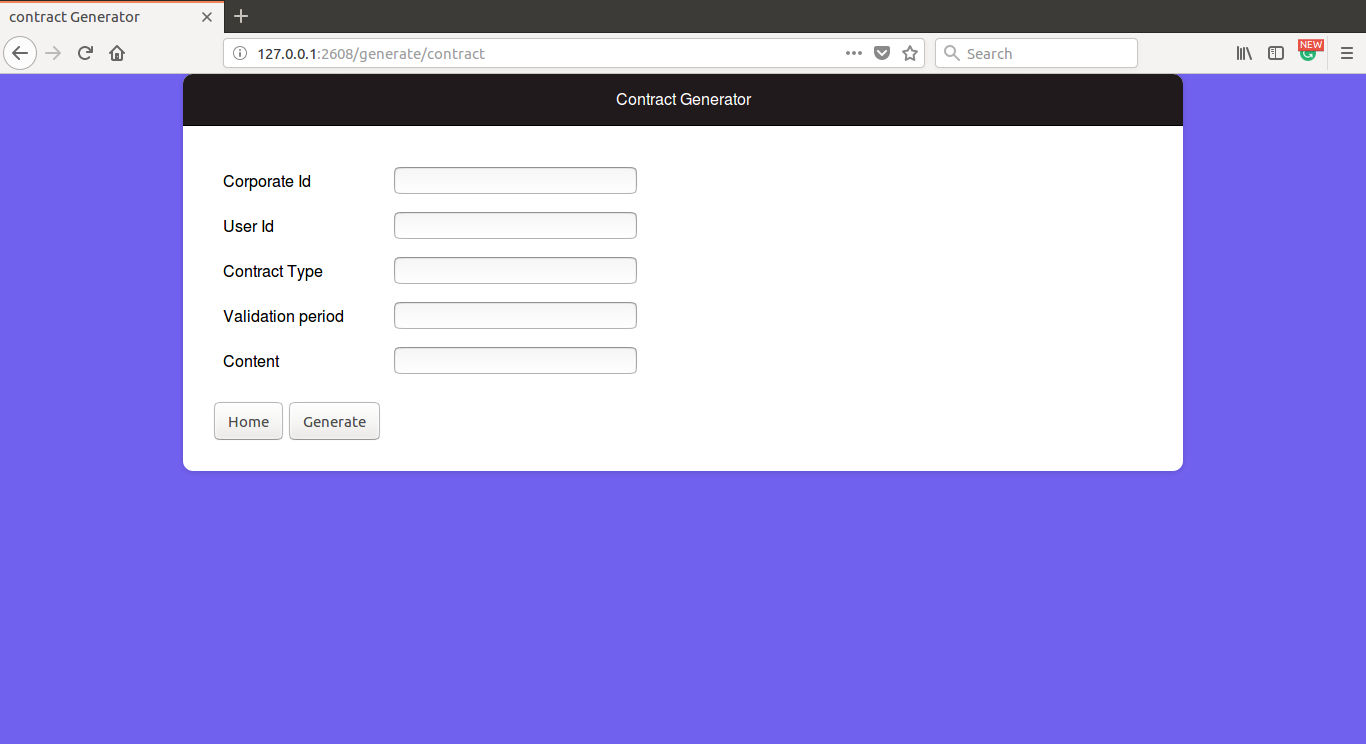 contract Generator
127.0.0.1:2608/generate/contract
Search
NEW
Contract Generator
Corporate Id
User Id
Contract Type
Validation period
Content
Home Generate